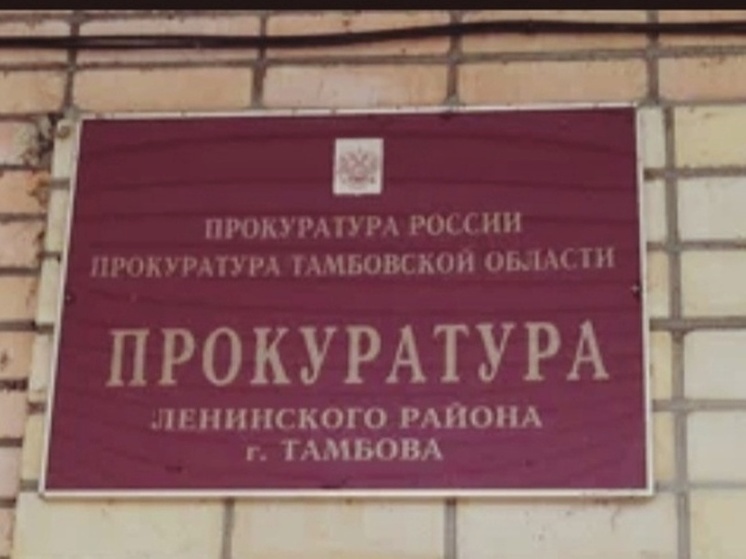 ПРОКУРАТУРА РОССИИ
ПРОКУРАТУРА ТАМБОВСКОЙ ОБЛАСТИ
ПРОКУРАТУРА
ЛЕНИНСКОГО РАЙОНА
г. ТАМБОВА